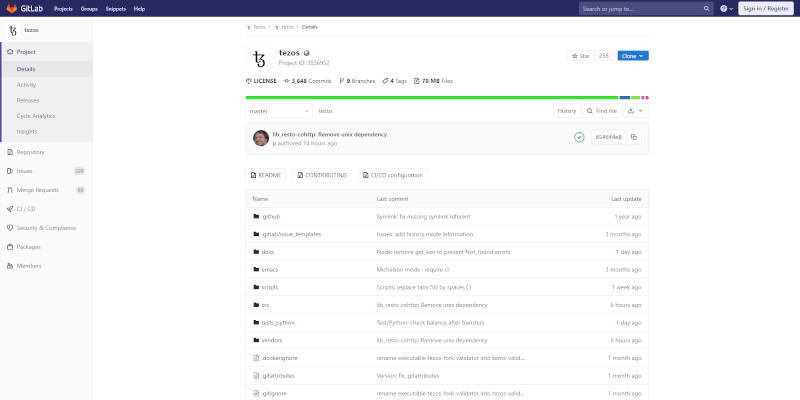 GitLab Projects Groups Snippets Help Search or jump to... Sign in / Register
tezos
Project
Details
Activity
Releases
Cycle Analytics
Insights
Repository
Issues
Merge Requests
CI / CD
Security & Compliance
Packages
Members
Tezos tezos Details
tezos
Project ID: 3836952
Star 255 Clone
LICENSE 3,648 Commits 9 Branches 4 Tags 79 MB Files
master tezos History Find file
lib_resto-cohttp: Remove unix dependency
authored 14 hours ago
README CONTRIBUTING CI/CD configuration
Name Last commit Last update
.github Symlink: fix missing symlink referent 1 year ago
.gitlab/issue_templates Issues: add history mode information 3 months ago
docs Node: remove get_exn to prevent Not_found errors 1 day ago
emacs Michelson mode : require cl 3 months ago
scripts Scripts: replace tabs (\t) by spaces ( ) 1 week ago
src lib_resto-cohttp: Remove unix dependency 6 hours ago
tests_python Test/Python: check balance after transfers 1 day ago
vendors lib_resto-cohttp: Remove unix dependency 6 hours ago
.dockerignore rename executable tezos-fork-validator into tezos-valid... 1 month ago
.gitattributes Version: fix .gitattributes 1 month ago
.gitignore rename executable tezos-fork-validator into tezos-valid... 1 month ago